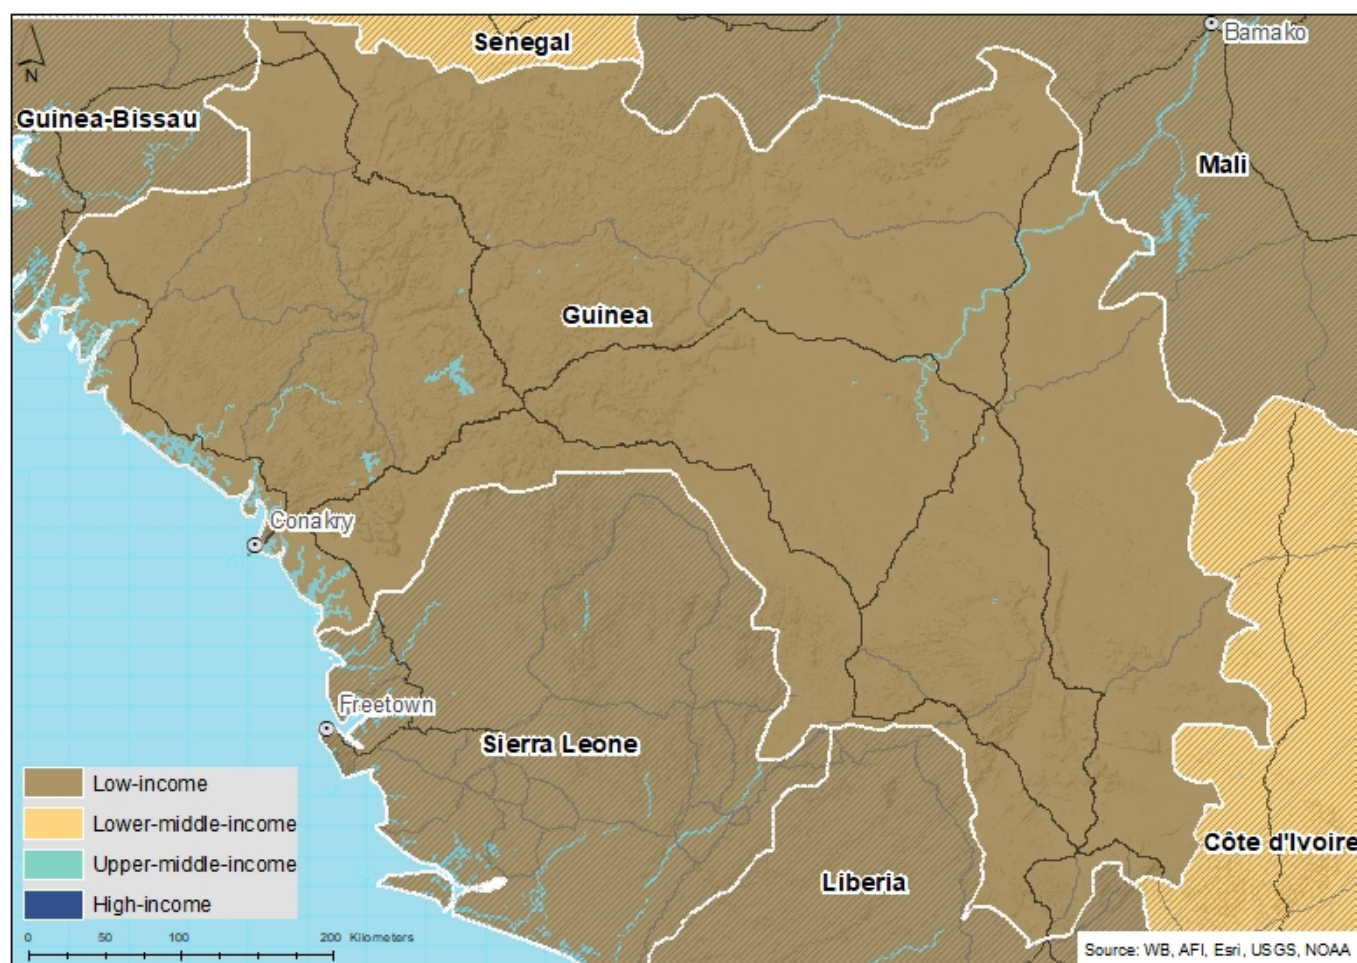 Senegal
Bamako
N
Guinea-Bissau
Mali
Guinea
Conakry
Freetown
Sierra Leone
Low-income
Lower-middle-income
Upper-middle-income
High-income
Côte d'Ivoire
Liberia
0 50 100 200 Kilometers
Source: WB, AFI, Esri, USGS, NOAA